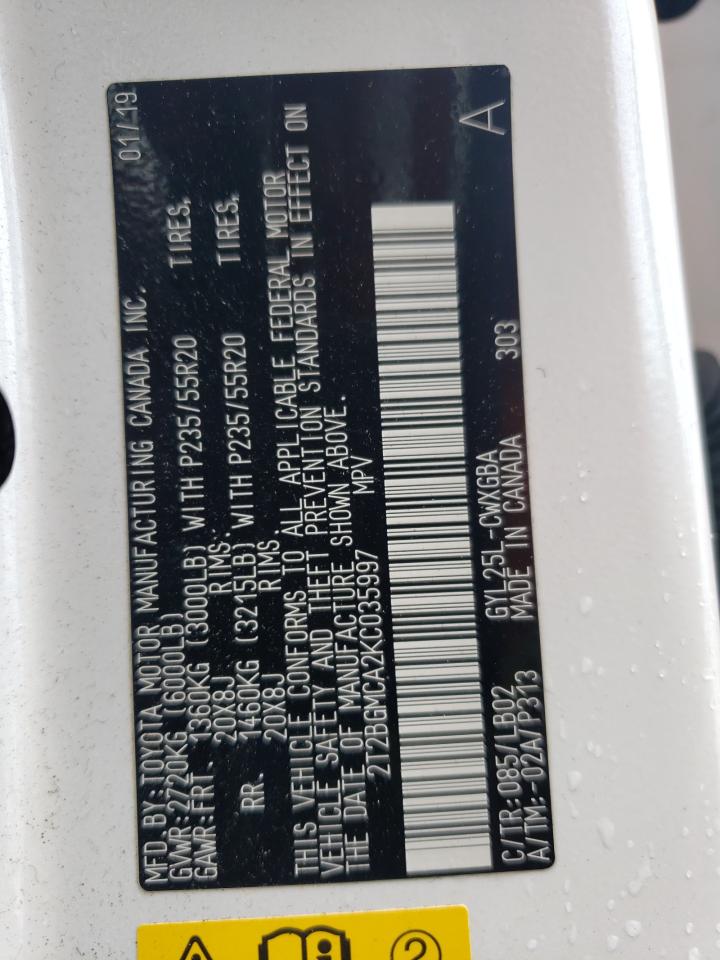 MFD. BY: TOYOTA MOTOR MANUFACTURING CANADA INC. 01/19
GVWR: 2720KG (6000LB)
GAWR: FRT. 1360KG (3000LB) WITH P235/55R20 TIRES,
20X8J RIMS.
RR. 1460KG (3215LB) WITH P235/55R20 TIRES,
20X8J RIMS.
THIS VEHICLE CONFORMS TO ALL APPLICABLE FEDERAL MOTOR
VEHICLE SAFETY AND THEFT PREVENTION STANDARDS IN EFFECT ON
THE DATE OF MANUFACTURE SHOWN ABOVE.
2T2BGMCA2KC035997 MPV
A
C/TR: 085/LB02 GYL25L-CWXGBA 303
A/TM: -02A/P313 MADE IN CANADA
2